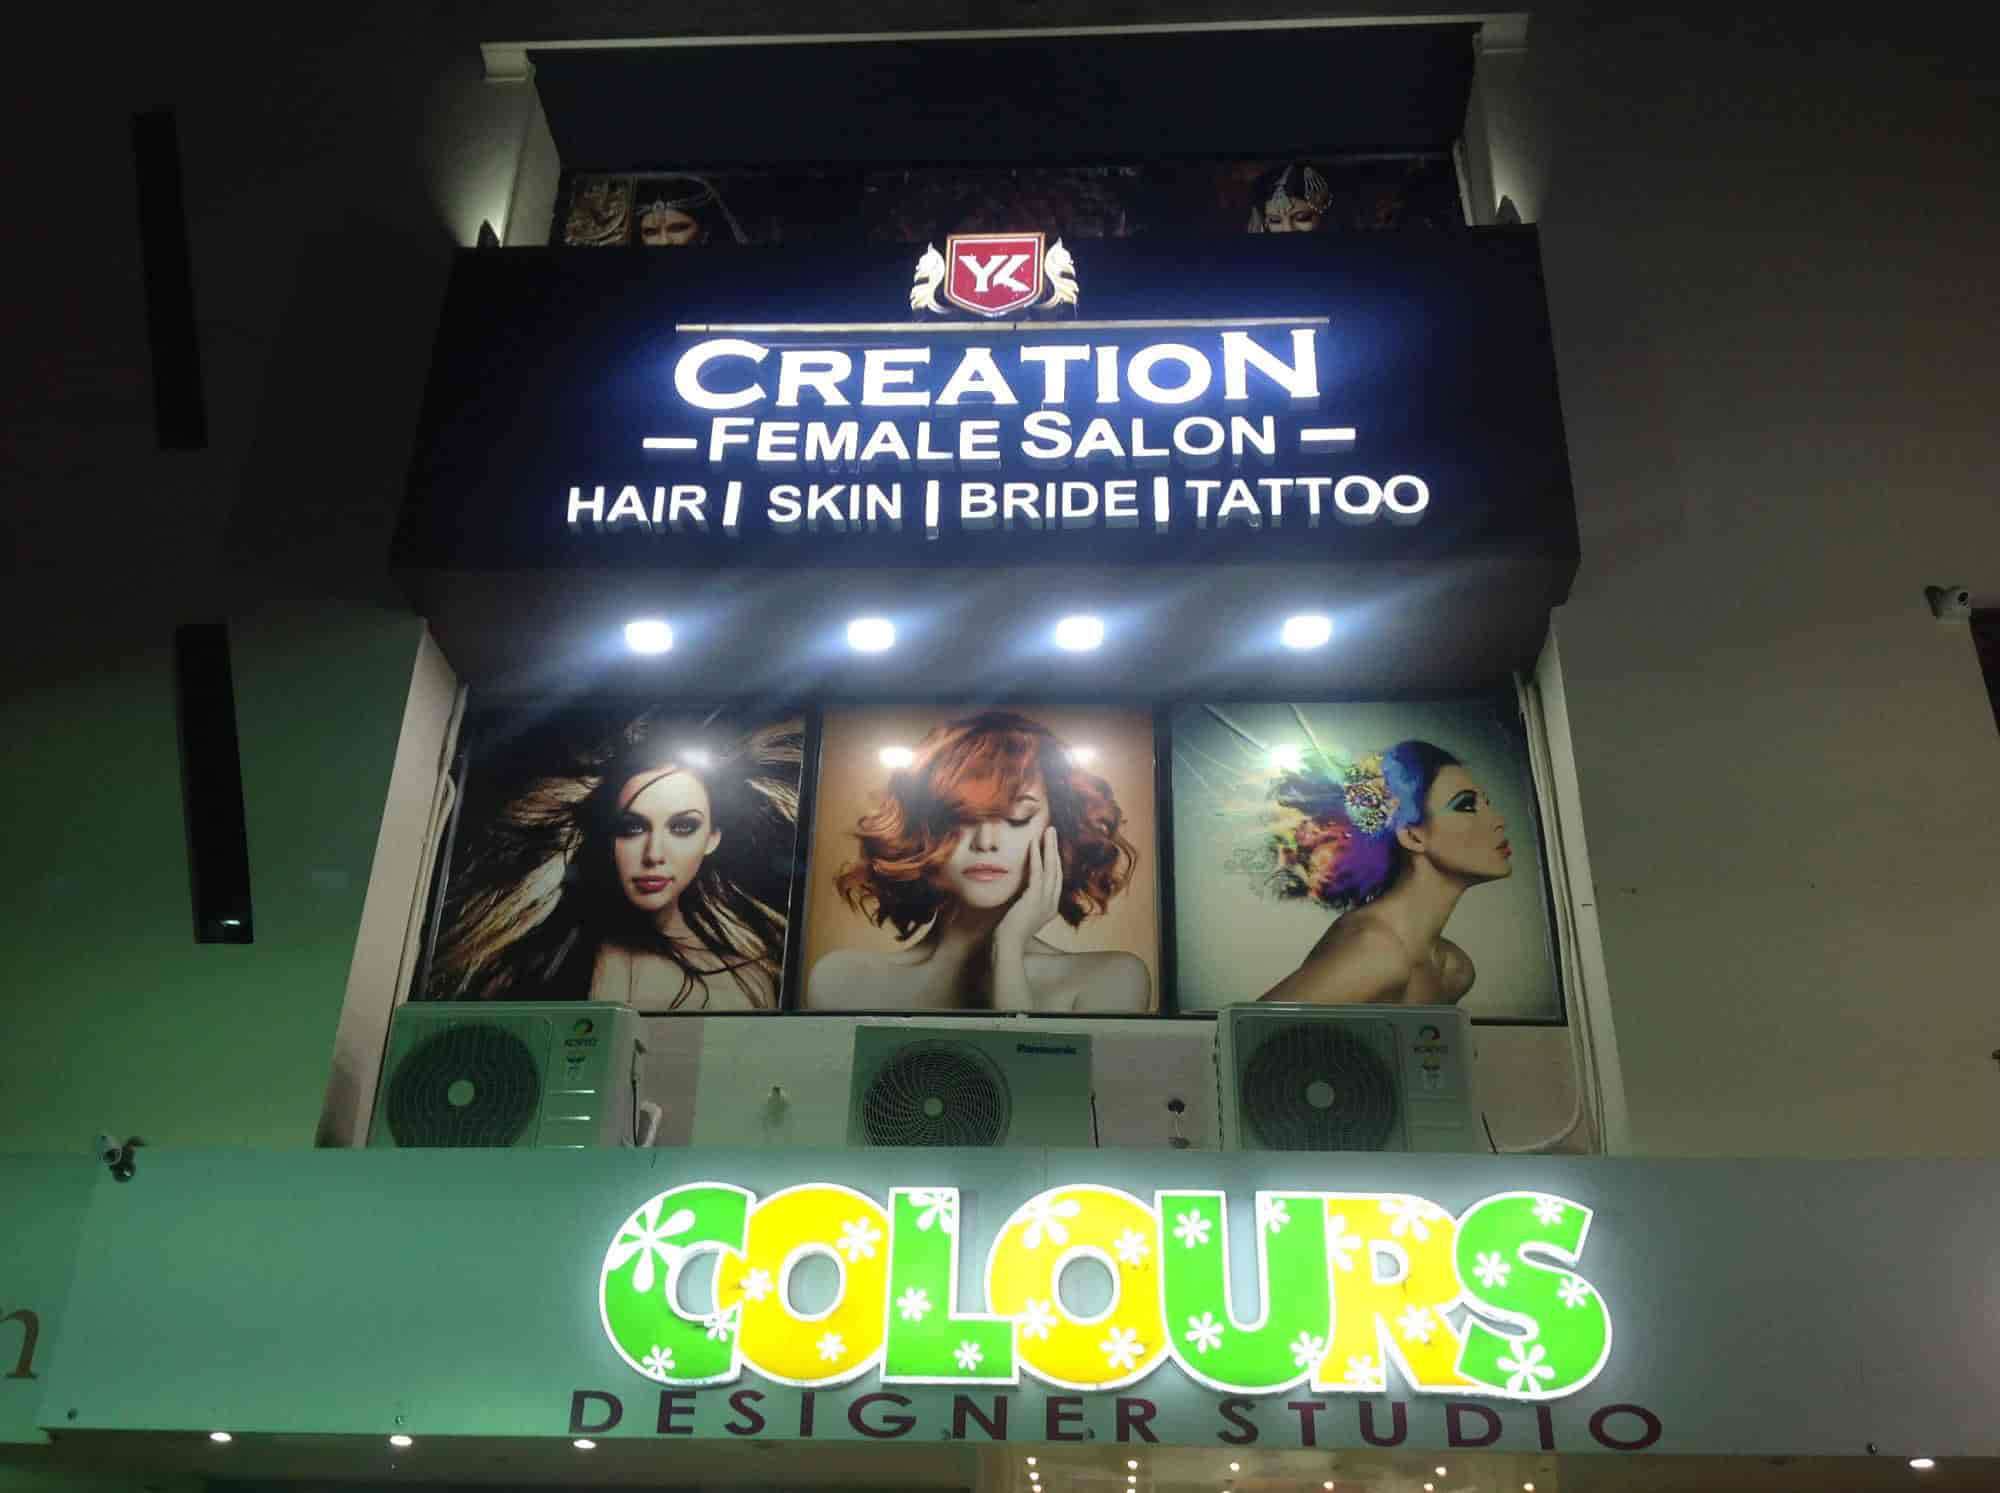 YK
CREATION
FEMALE SALON
HAIR | SKIN | BRIDE | TATTOO
Panasonic
COLOURS
DESIGNER STUDIO
n